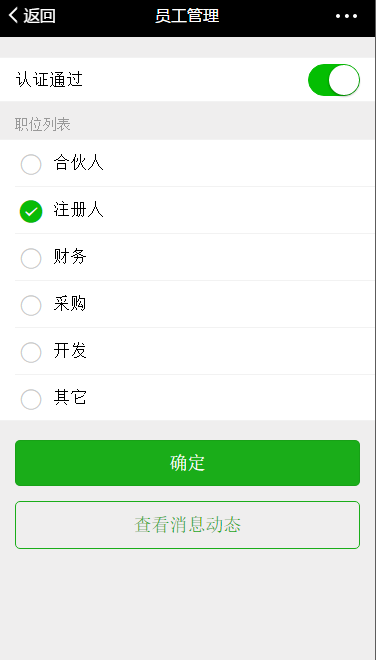 返回 员工管理
认证通过
职位列表
合伙人
注册人
财务
采购
开发
其它
确定
查看消息动态